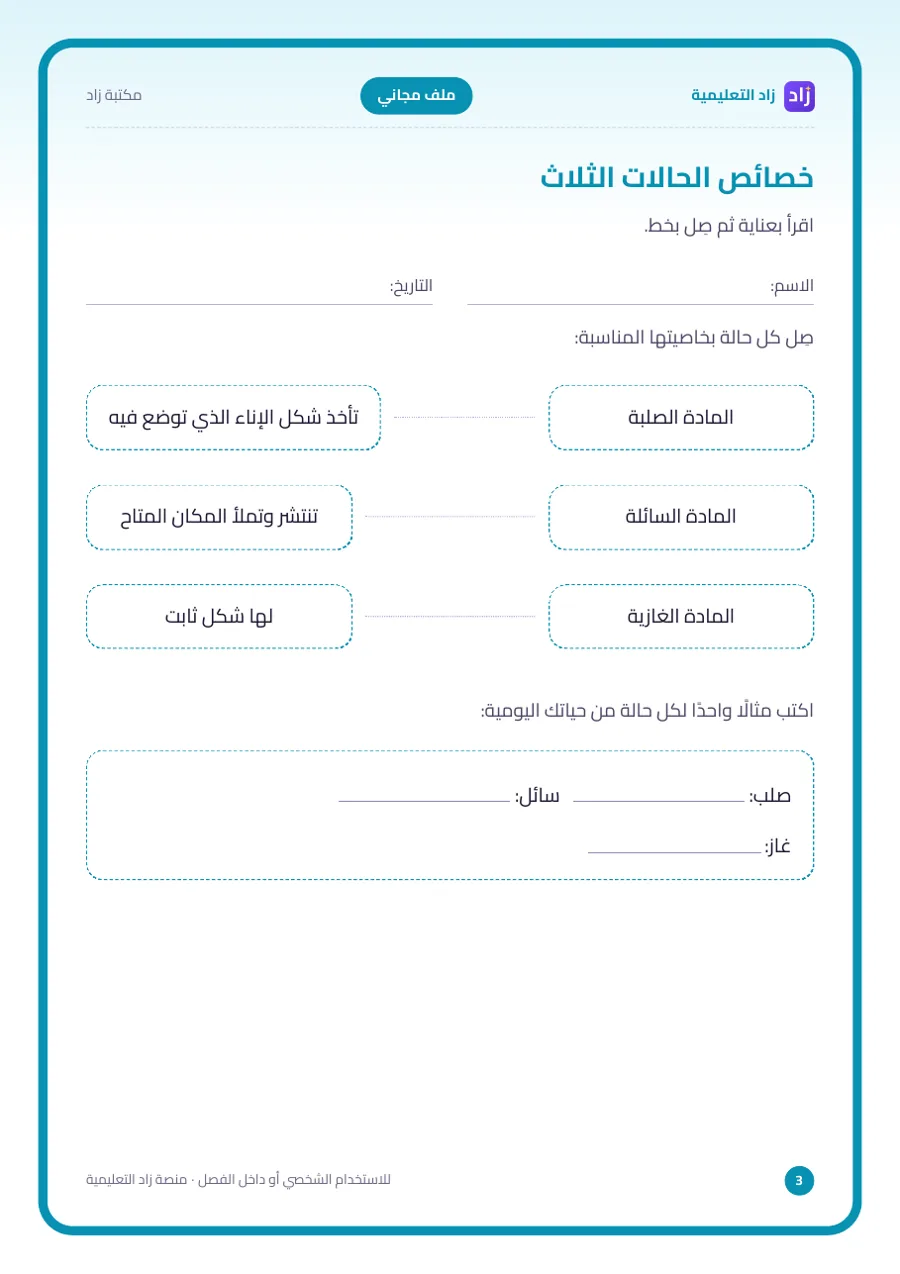 زاد زاد التعليمية
ملف مجاني
مكتبة زاد
خصائص الحالات الثلاث
اقرأ بعناية ثم صِل بخط.
الاسم:
التاريخ:
صِل كل حالة بخاصيتها المناسبة:
المادة الصلبة
تأخذ شكل الإناء الذي توضع فيه
المادة السائلة
تنتشر وتملأ المكان المتاح
المادة الغازية
لها شكل ثابت
اكتب مثالًا واحدًا لكل حالة من حياتك اليومية:
صلب: سائل:
غاز:
3
للاستخدام الشخصي أو داخل الفصل · منصة زاد التعليمية